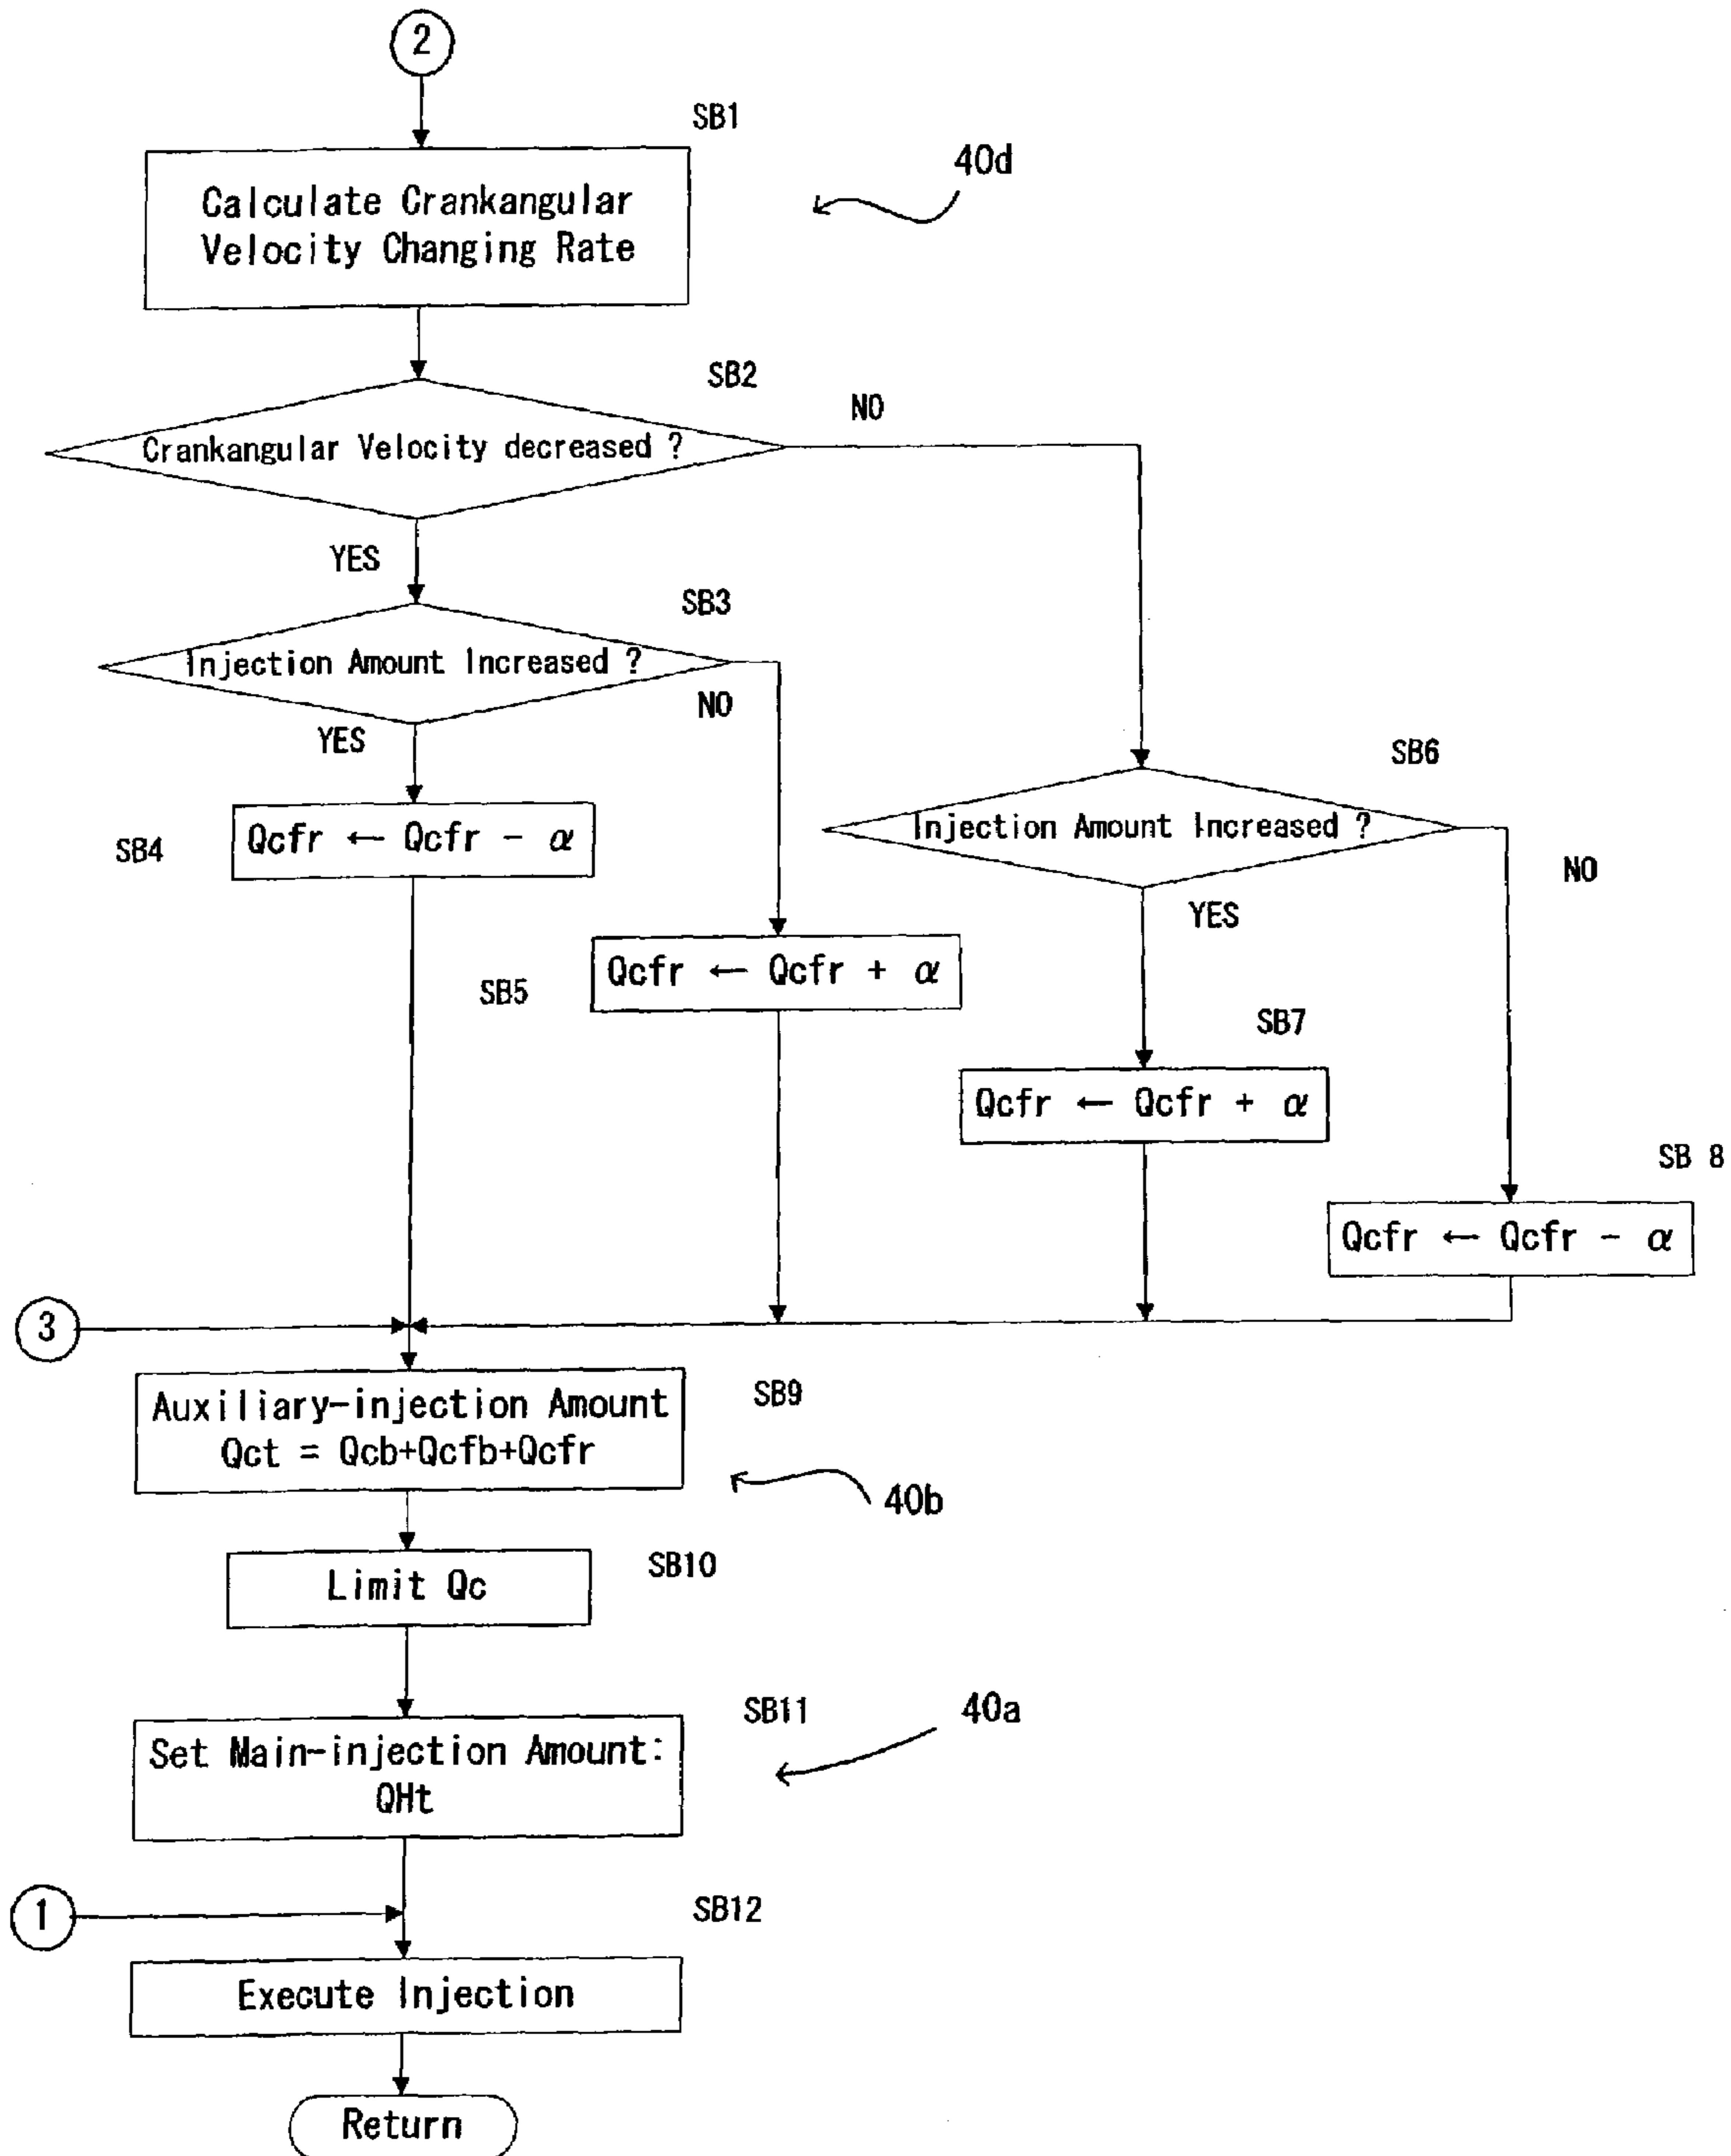 2
SB1
40d
Calculate Crankangular
Velocity Changing Rate
SB2
NO
Crankangular Velocity decreased ?
YES
SB3
Injection Amount Increased ?
NO
YES
SB6
Injection Amount Increased ?
NO
YES
SB4
Qcfr ← Qcfr - α
SB5
Qcfr ← Qcfr + α
SB7
Qcfr ← Qcfr + α
SB 8
Qcfr ← Qcfr - α
3
Auxiliary-injection Amount
Qct = Qcb+Qcfb+Qcfr
SB9
40b
SB10
Limit Qc
SB11
40a
Set Main-injection Amount:
QHt
1
SB12
Execute Injection
Return